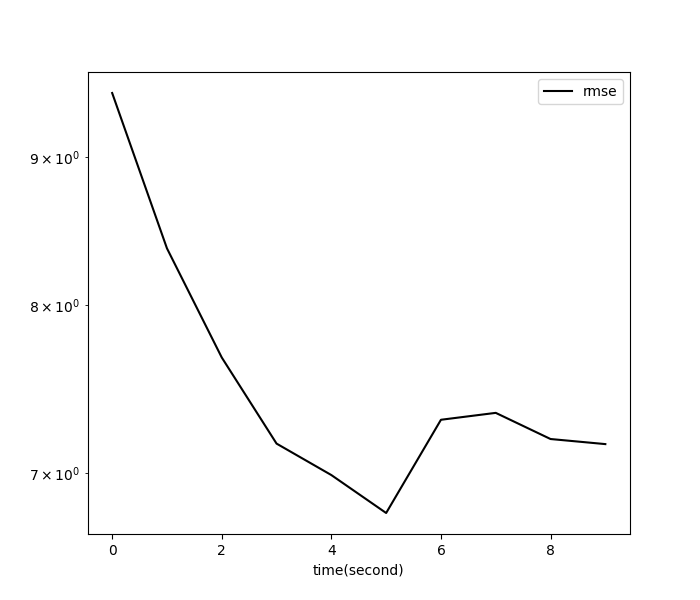 rmse
9 × 10⁰
8 × 10⁰
7 × 10⁰
0 2 4 6 8
time(second)